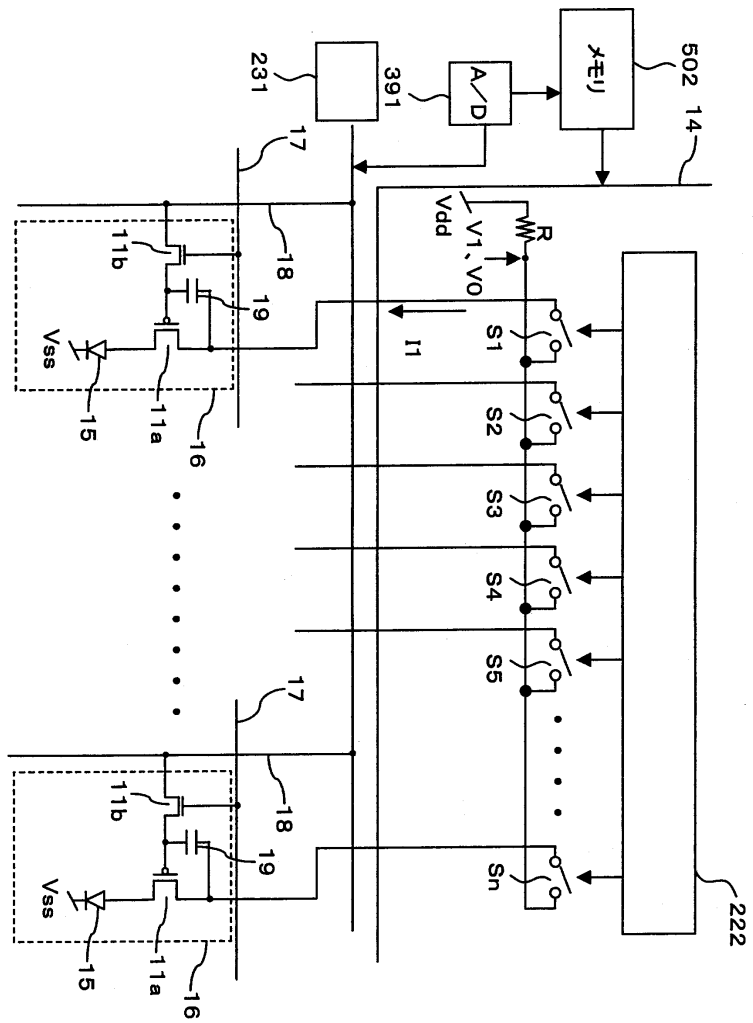 222
502
メモリ
14
391
A/D
231
R
Vdd
V1、V0
S1
S2
S3
S4
S5
Sn
I1
17
18
11b
19
11a
16
15
Vss
17
18
11b
19
11a
16
15
Vss